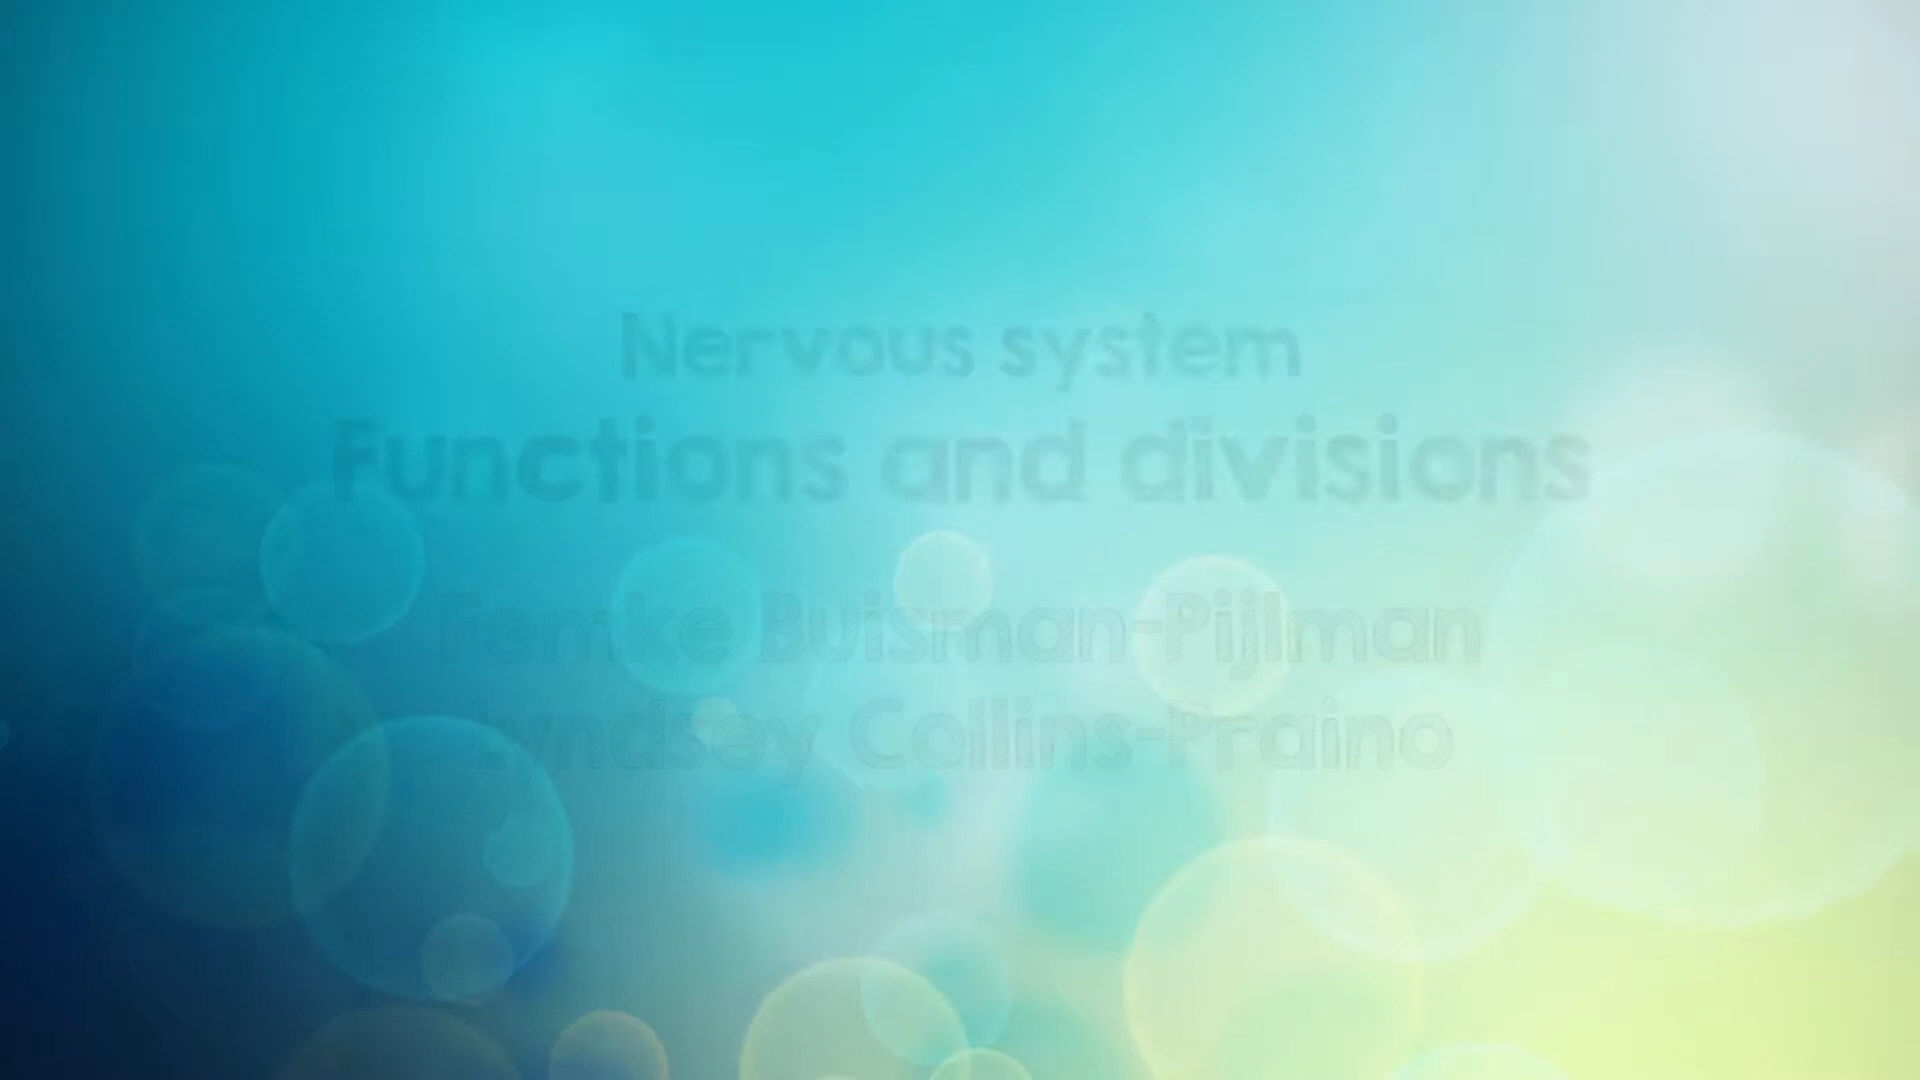 Nervous system
Functions and divisions
Femke Buisman-Pijlman
Lyndsey Collins-Praino